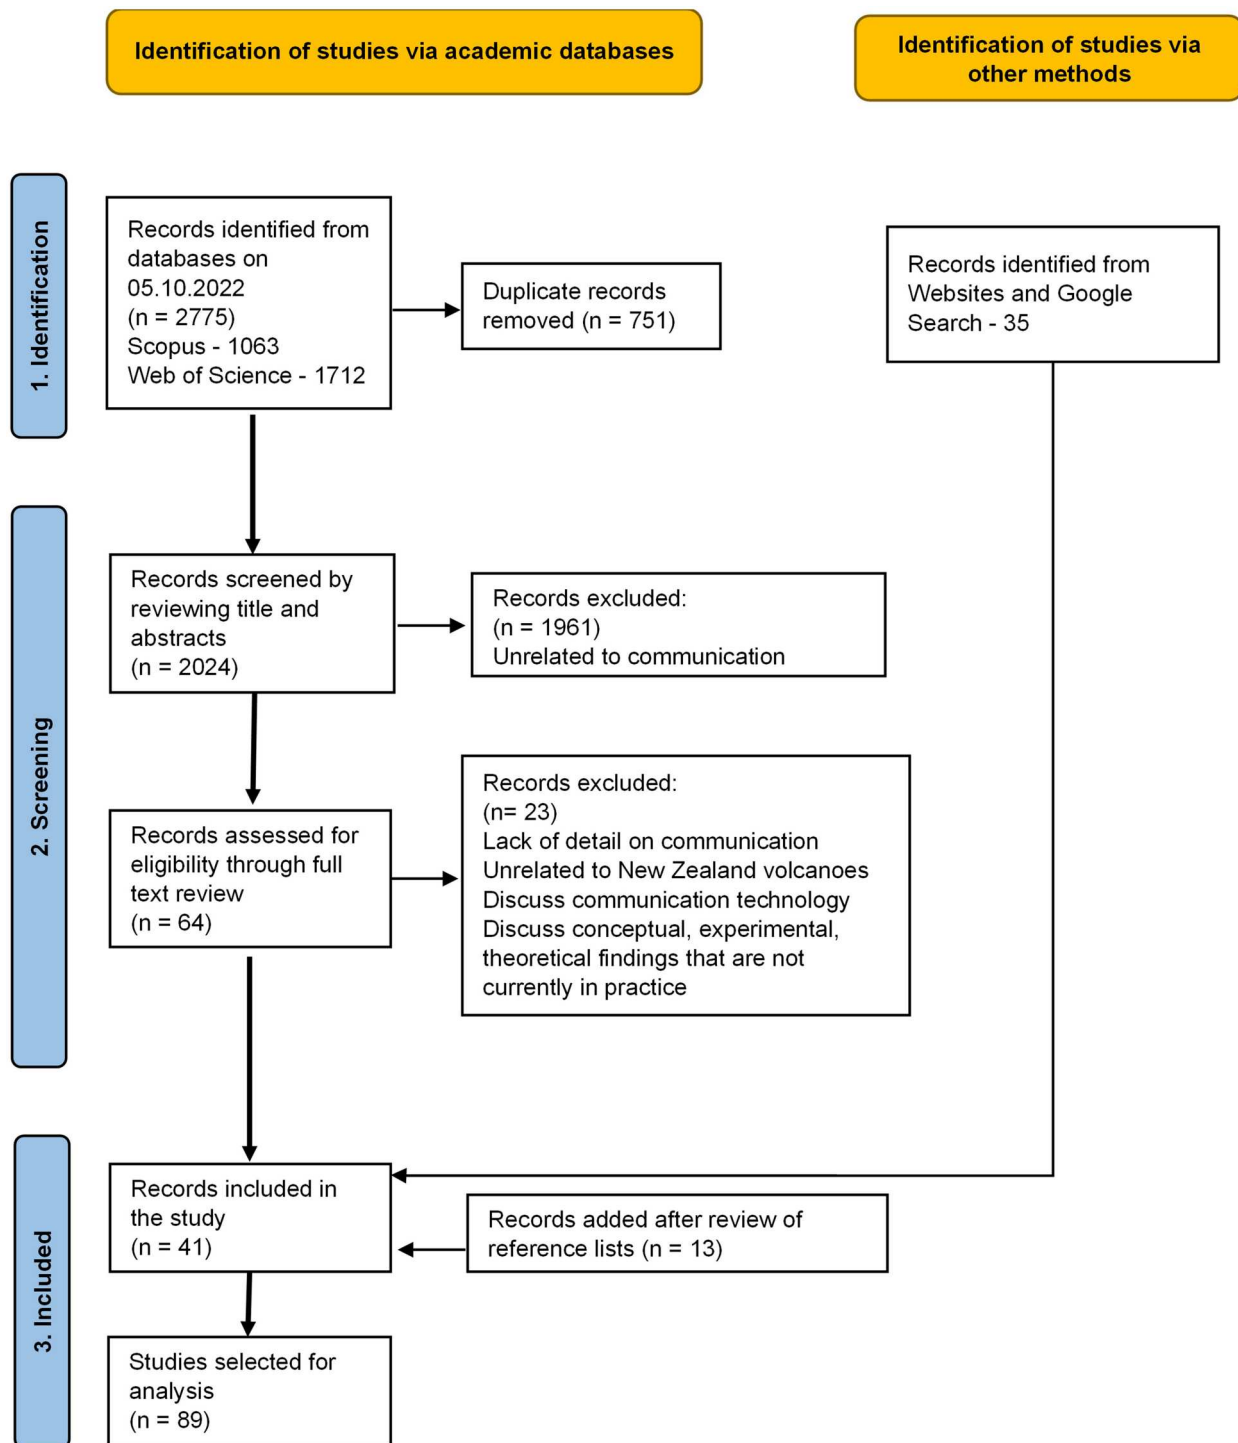 Identification of studies via academic databases
Identification of studies via
other methods
1. Identification
Records identified from
databases on
05.10.2022
(n = 2775)
Scopus - 1063
Web of Science - 1712
Duplicate records
removed (n = 751)
Records identified from
Websites and Google
Search - 35
2. Screening
Records screened by
reviewing title and
abstracts
(n = 2024)
Records excluded:
(n = 1961)
Unrelated to communication
Records assessed for
eligibility through full
text review
(n = 64)
Records excluded:
(n= 23)
Lack of detail on communication
Unrelated to New Zealand volcanoes
Discuss communication technology
Discuss conceptual, experimental,
theoretical findings that are not
currently in practice
3. Included
Records included in
the study
(n = 41)
Records added after review of
reference lists (n = 13)
Studies selected for
analysis
(n = 89)